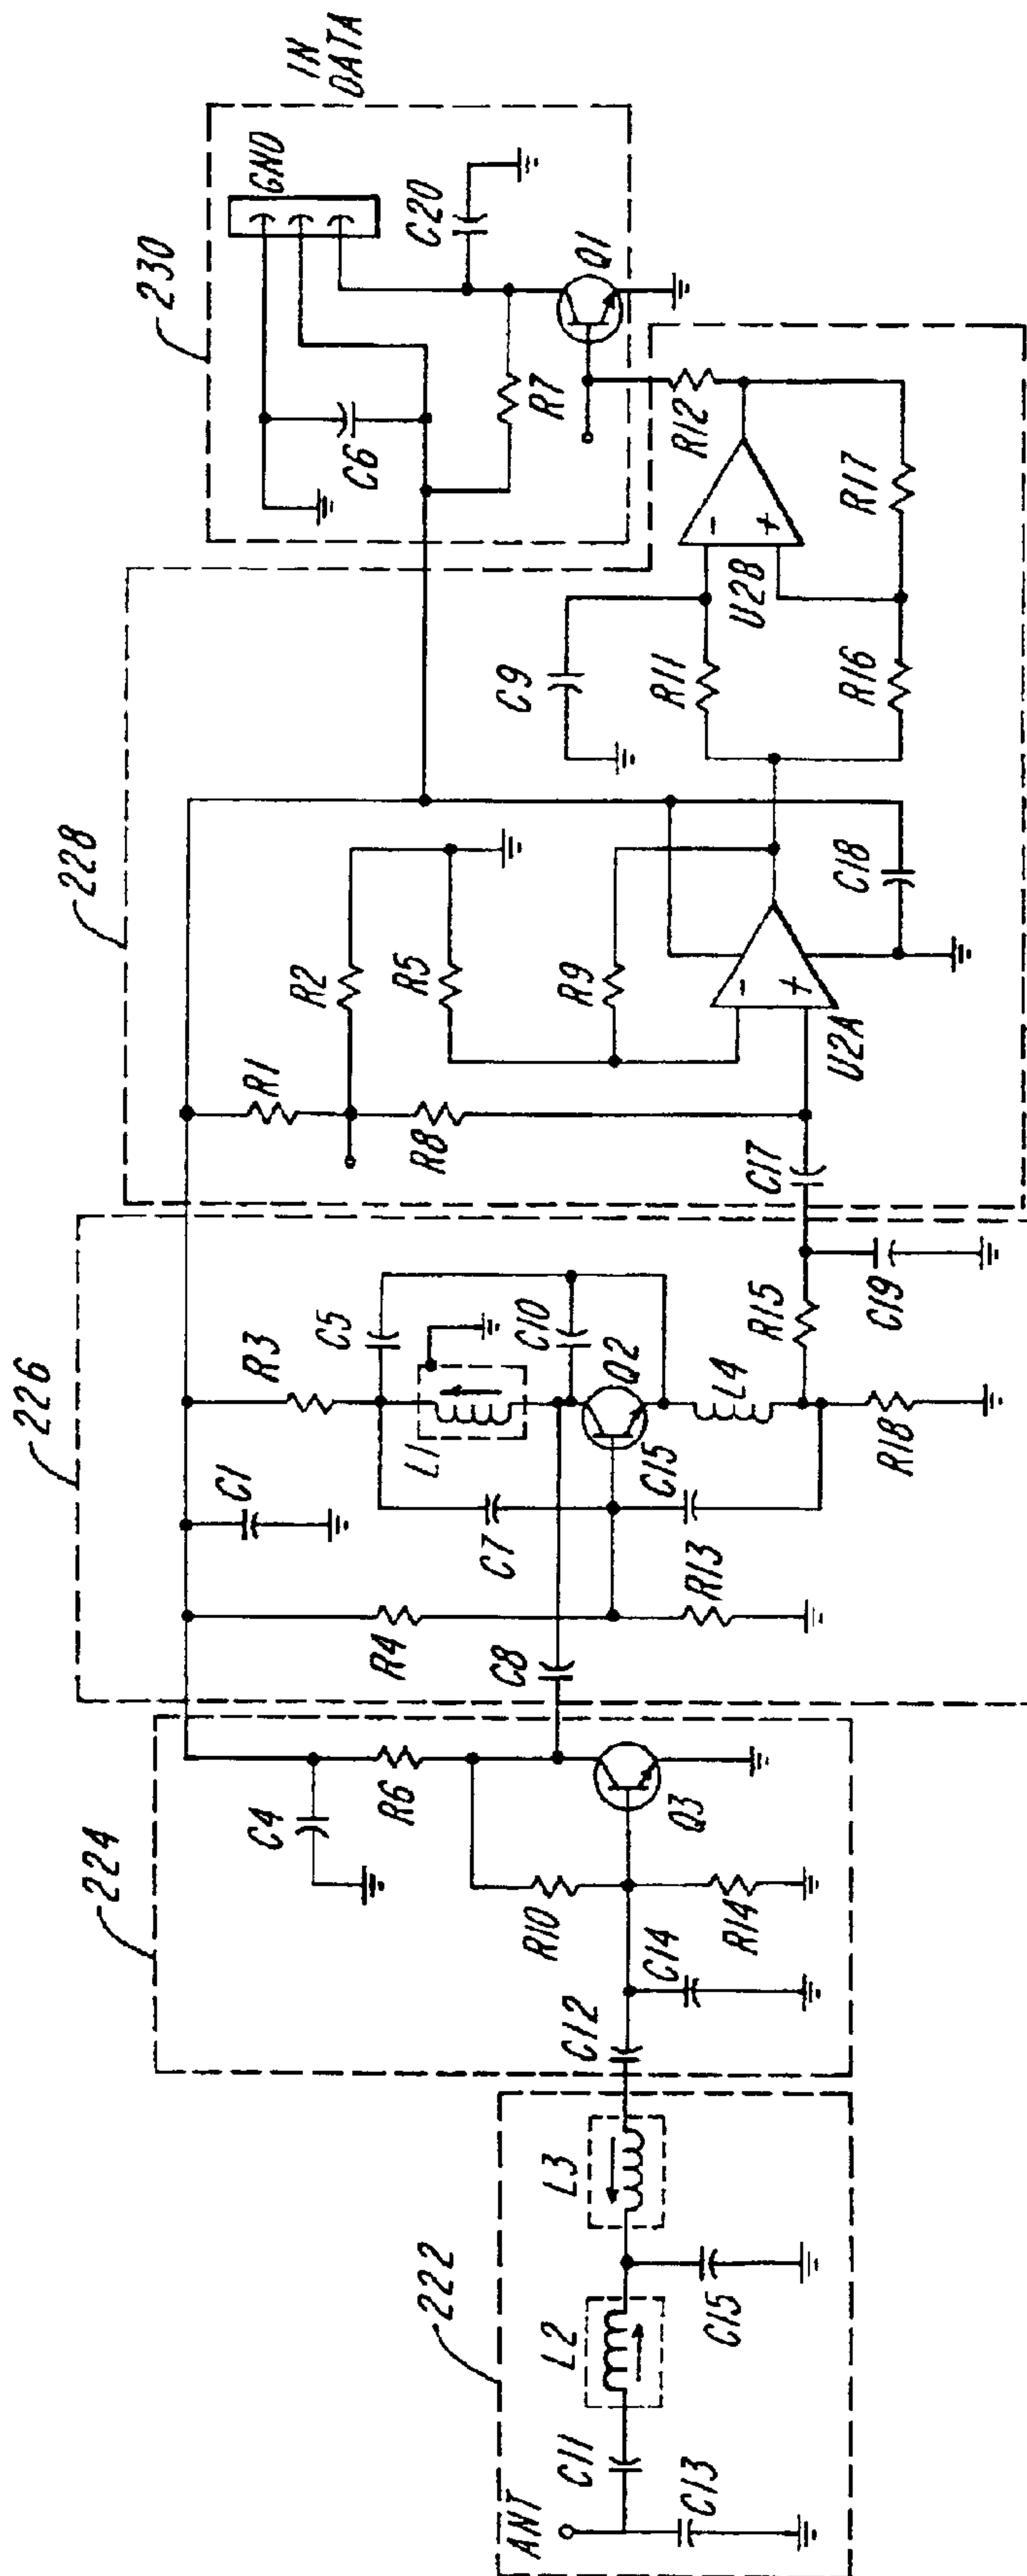 222
ANT
C11
C13
L2
C15
L3
224
C12
C14
R10
R14
C4
R6
Q3
226
C8
R4
R13
C1
C7
C15
R3
L1
C5
C10
Q2
L4
R18
R15
C19
228
C17
R1
R8
R2
R5
R9
-
+
U2A
C18
C9
R11
R16
-
+
U2B
R17
R12
230
C6
R7
GND
C20
Q1
IN
DATA